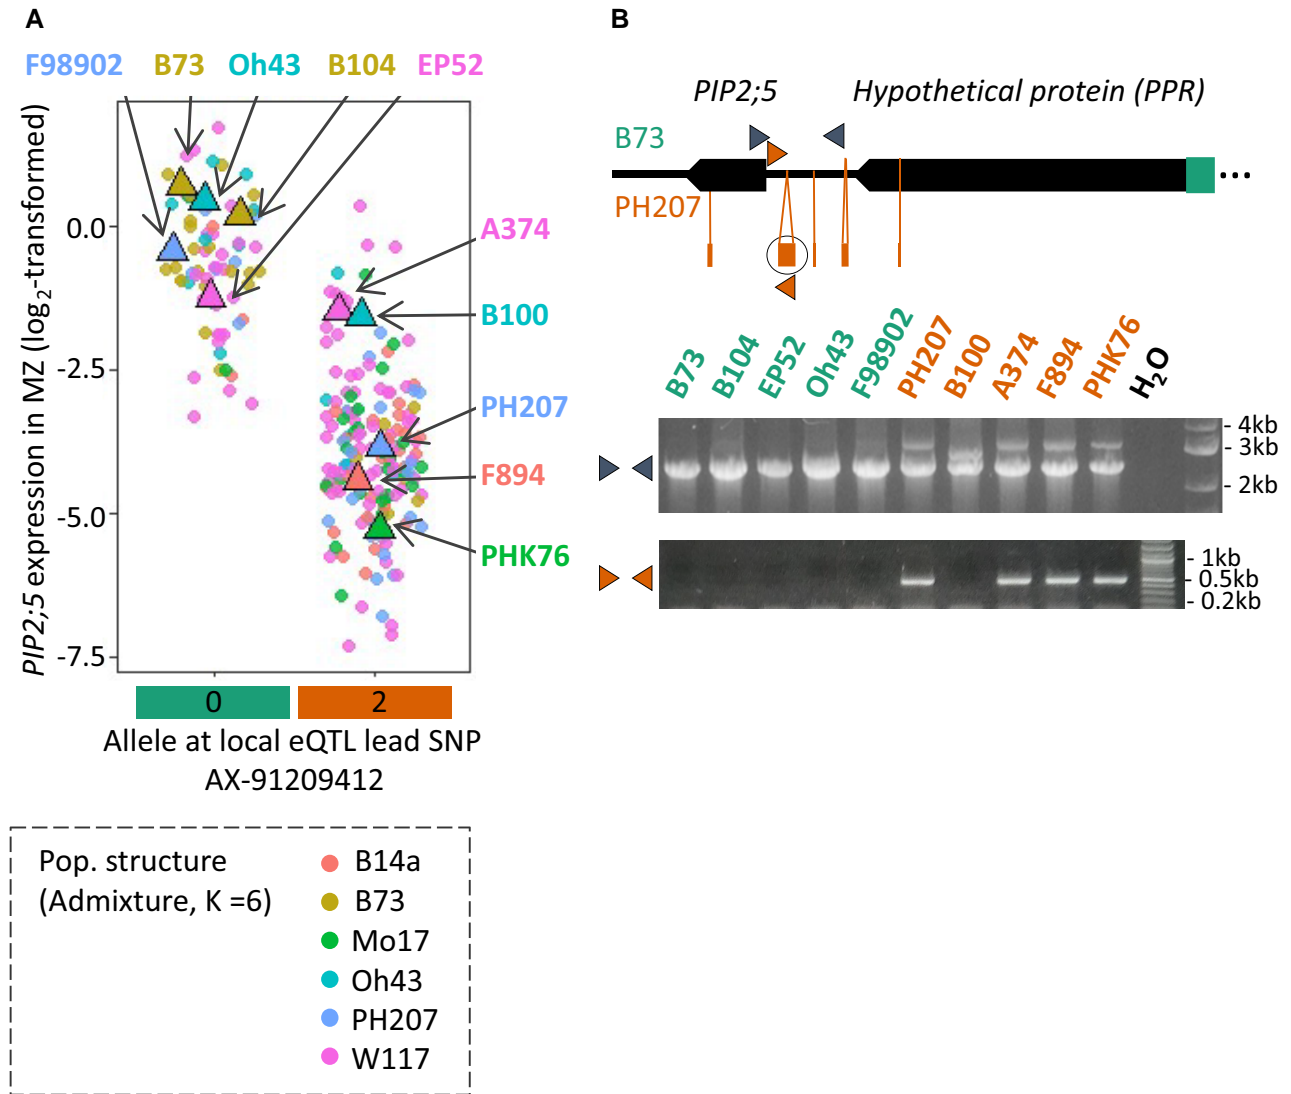 A
F98902 B73 Oh43 B104 EP52
PIP2;5 expression in MZ (log2-transformed)
0.0
-2.5
-5.0
-7.5
A374
B100
PH207
F894
PHK76
0 2
Allele at local eQTL lead SNP
AX-91209412
Pop. structure
(Admixture, K =6)
B14a
B73
Mo17
Oh43
PH207
W117
B
PIP2;5 Hypothetical protein (PPR)
B73
PH207
B73 B104 EP52 Oh43 F98902 PH207 B100 A374 F894 PHK76 H2O
- 4kb
- 3kb
- 2kb
- 1kb
- 0.5kb
- 0.2kb